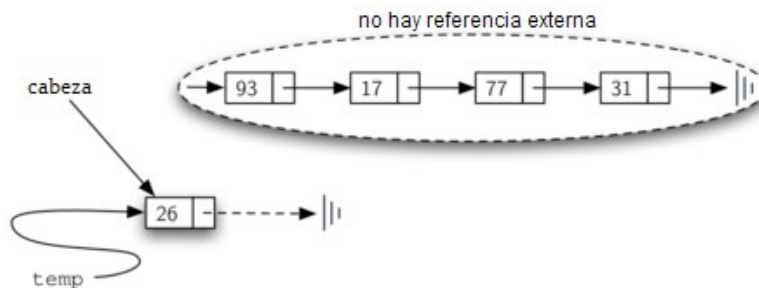 no hay referencia externa
93 17 77 31
cabeza
26
temp